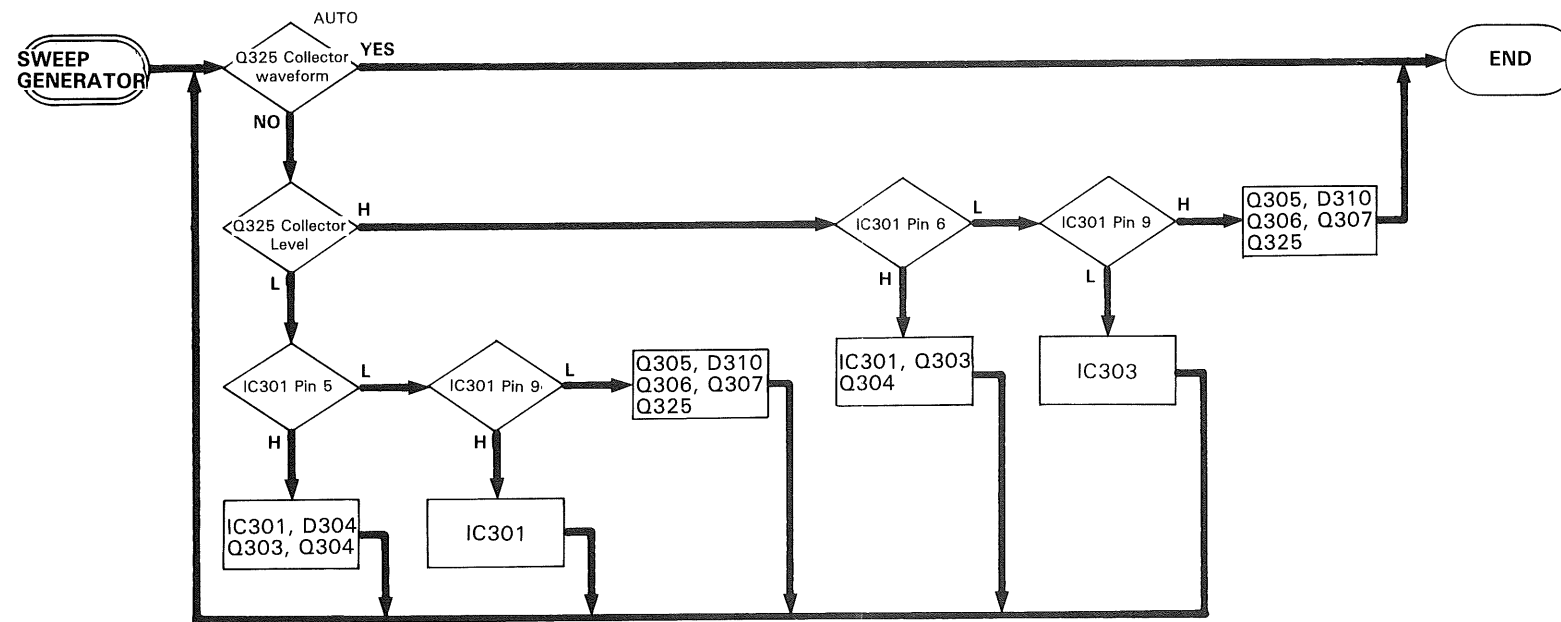 AUTO
SWEEP
GENERATOR
Q325 Collector
waveform
YES
END
NO
Q325 Collector
Level
H
IC301 Pin 6
L
IC301 Pin 9
H
Q305, D310
Q306, Q307
Q325
L
H
L
IC301 Pin 5
L
IC301 Pin 9
L
Q305, D310
Q306, Q307
Q325
IC301, Q303
Q304
IC303
H
H
IC301, D304
Q303, Q304
IC301